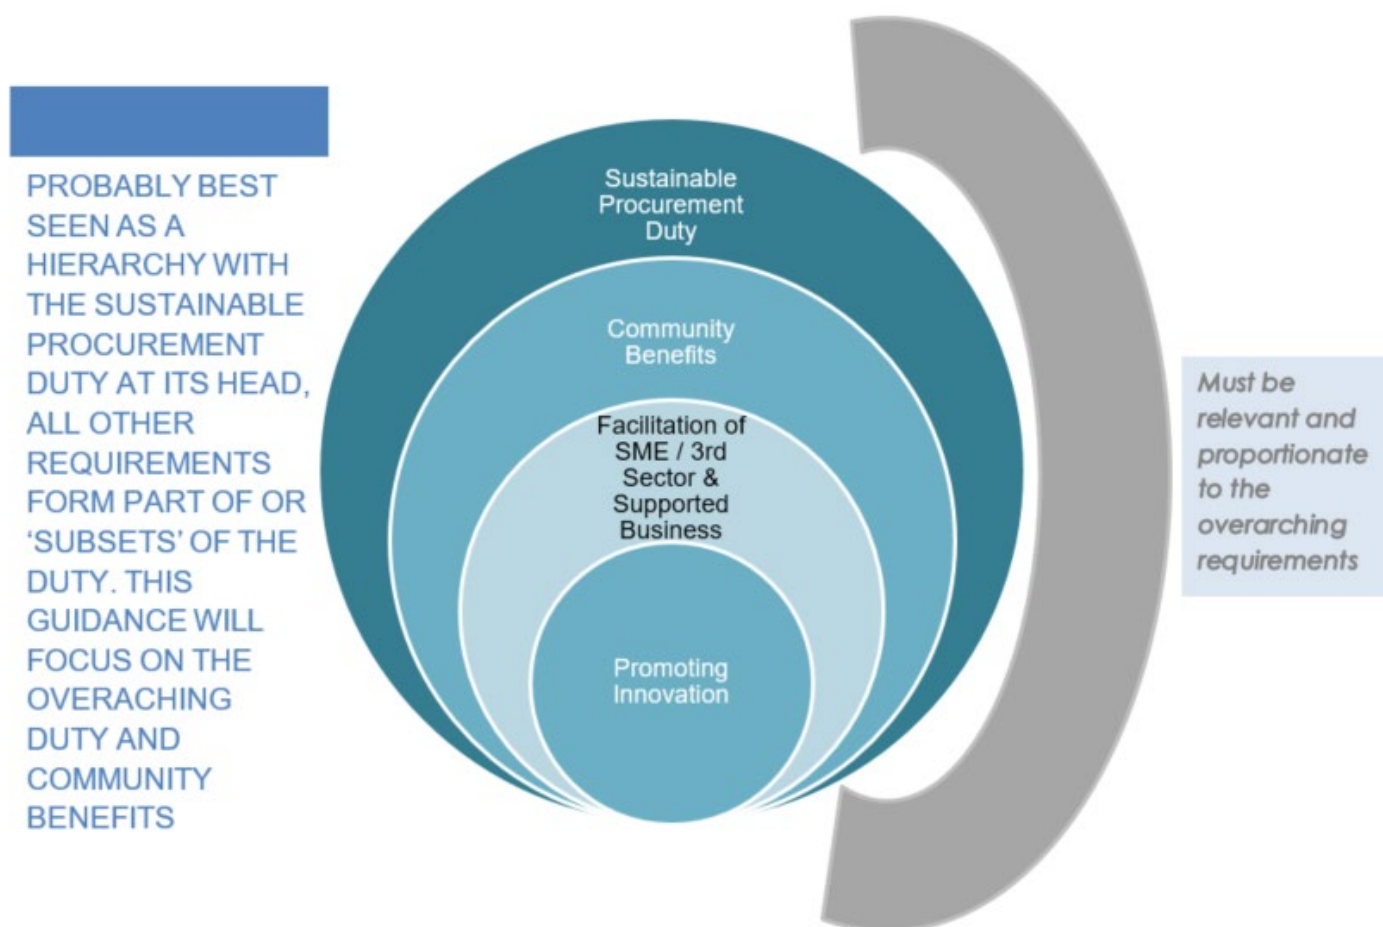 PROBABLY BEST
SEEN AS A
HIERARCHY WITH
THE SUSTAINABLE
PROCUREMENT
DUTY AT ITS HEAD,
ALL OTHER
REQUIREMENTS
FORM PART OF OR
‘SUBSETS’ OF THE
DUTY. THIS
GUIDANCE WILL
FOCUS ON THE
OVERACHING
DUTY AND
COMMUNITY
BENEFITS
Sustainable
Procurement
Duty
Community
Benefits
Facilitation of
SME / 3rd
Sector &
Supported
Business
Promoting
Innovation
Must be
relevant and
proportionate
to the
overarching
requirements